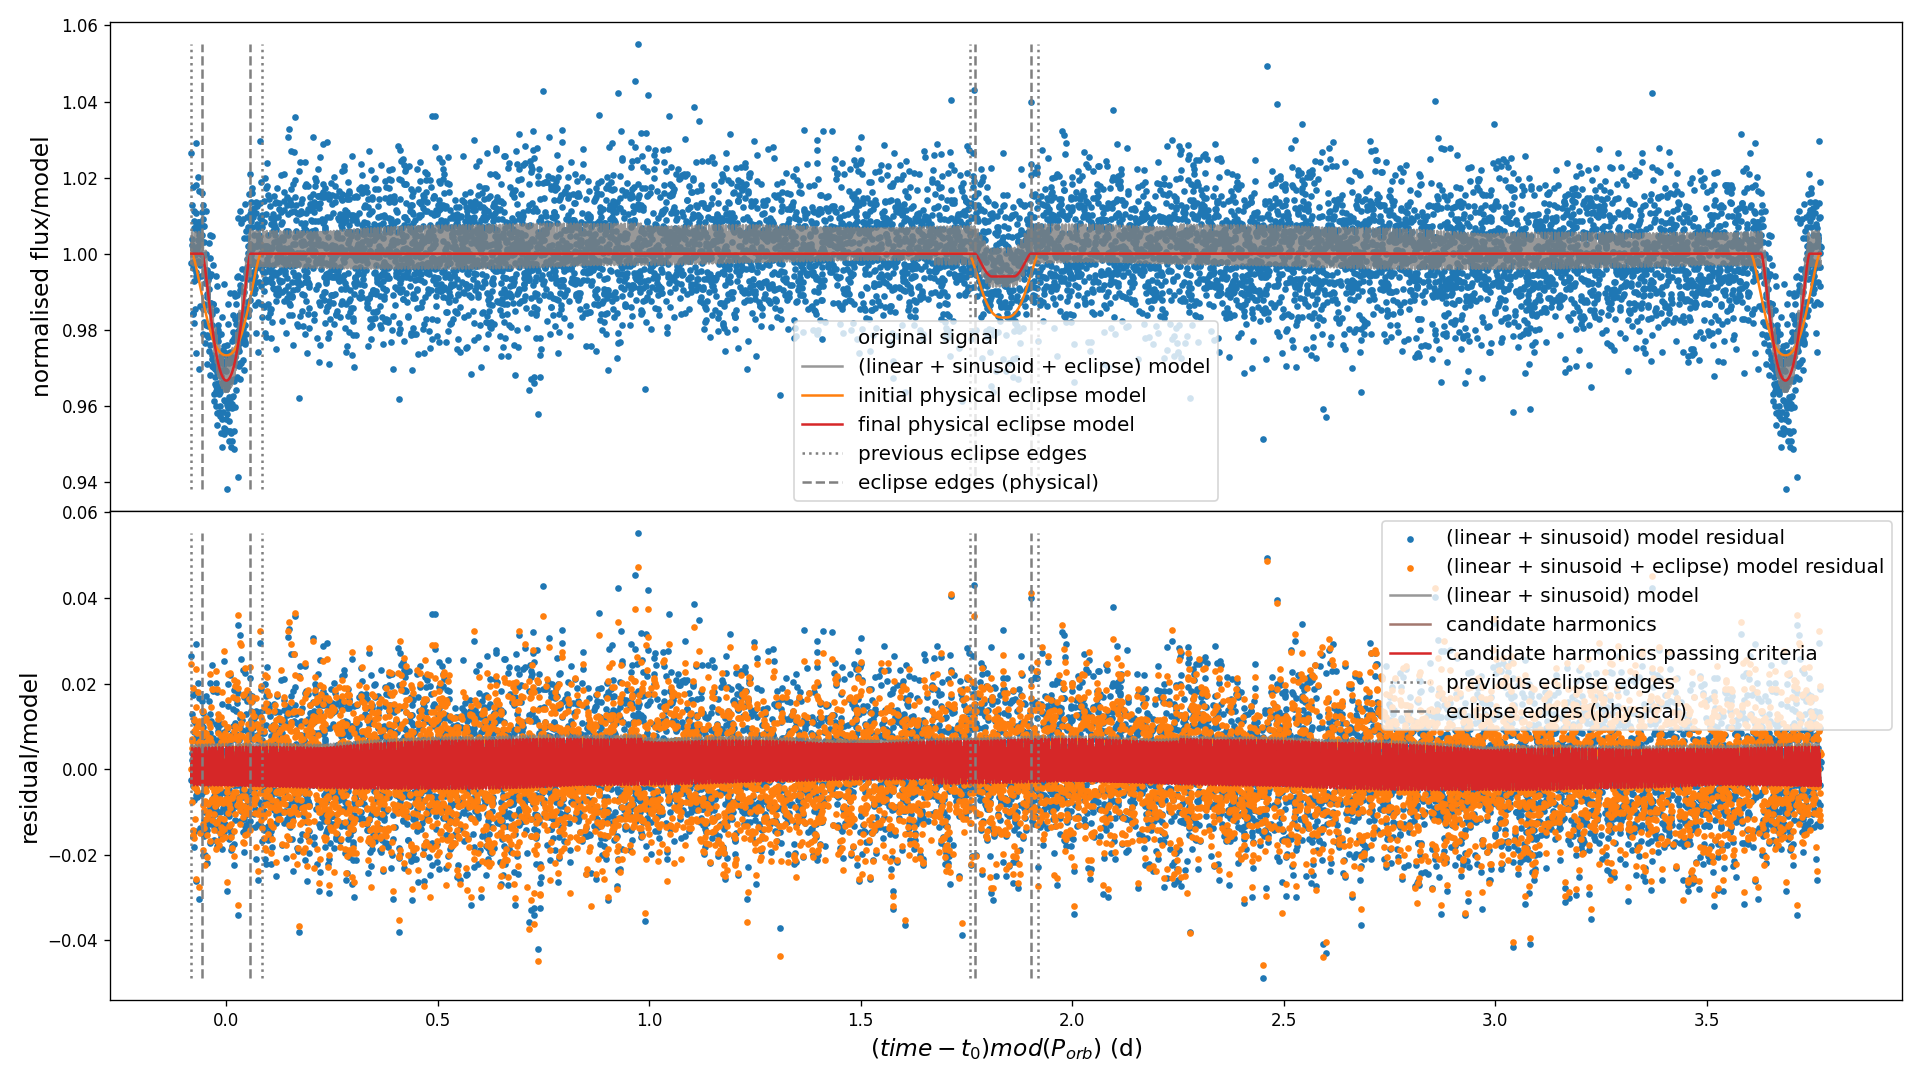 1.06
1.04
1.02
1.00
0.98
0.96
0.94
normalised flux/model
original signal
(linear + sinusoid + eclipse) model
initial physical eclipse model
final physical eclipse model
previous eclipse edges
eclipse edges (physical)
0.06
0.04
0.02
0.00
−0.02
−0.04
residual/model
(linear + sinusoid) model residual
(linear + sinusoid + eclipse) model residual
(linear + sinusoid) model
candidate harmonics
candidate harmonics passing criteria
previous eclipse edges
eclipse edges (physical)
0.0 0.5 1.0 1.5 2.0 2.5 3.0 3.5
(time − t₀)mod(P_orb) (d)